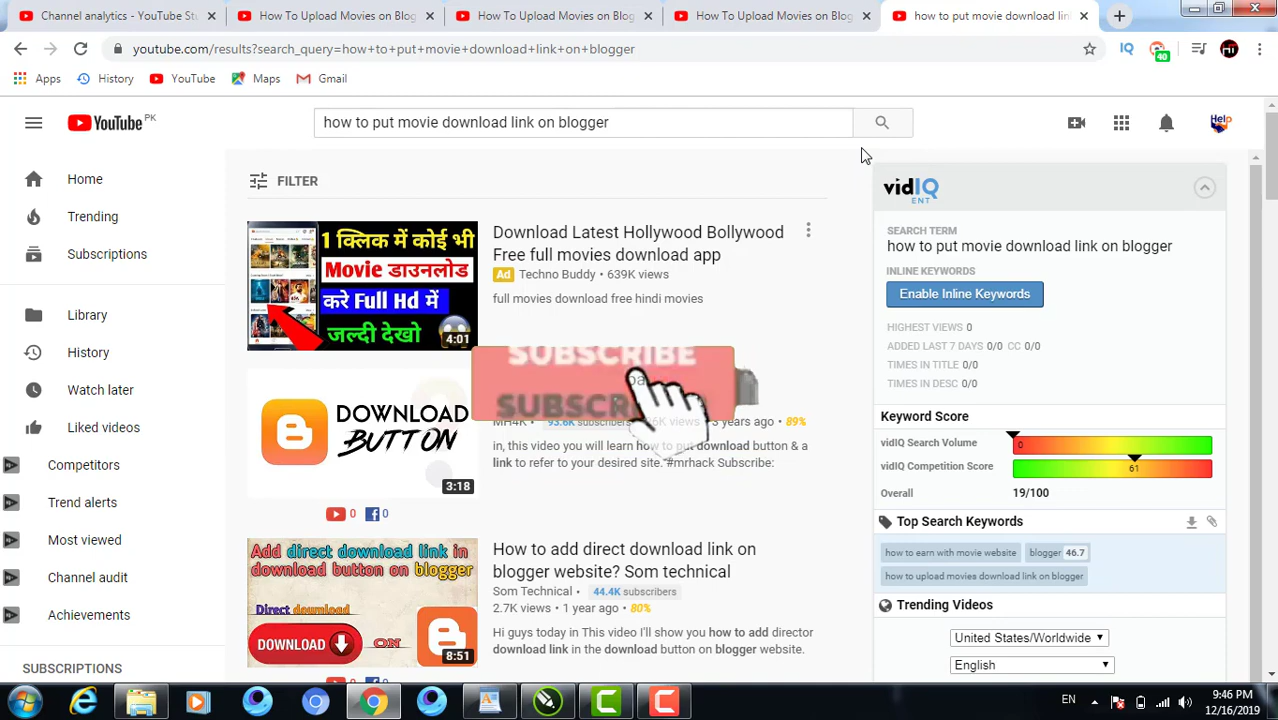 Channel analytics - YouTube St
How To Upload Movies on Blog
How To Upload Movies on Blog
How To Upload Movies on Blog
how to put movie download lin
youtube.com/results?search_query=how+to+put+movie+download+link+on+blogger
IQ
40
Hi
Apps
History
YouTube
Maps
Gmail
YouTube PK
how to put movie download link on blogger
Help
Home
Trending
Subscriptions
Library
History
Watch later
Liked videos
Competitors
Trend alerts
Most viewed
Channel audit
Achievements
SUBSCRIPTIONS
FILTER
1 क्लिक में कोई भी
Movie डाउनलोड
करे Full Hd में
जल्दी देखो
4:01
Download Latest Hollywood Bollywood
Free full movies download app
Ad Techno Buddy • 639K views
full movies download free hindi movies
SUBSCRIBE
DOWNLOAD
BUTTON
3:18
MH4K • 93.6K subscribers
views • 3 years ago • 89%
in, this video you will learn how to put download button & a
link to refer to your desired site. #mrhack Subscribe:
0 0
Add direct download link in
download button on blogger
Direct download
DOWNLOAD ON
8:51
How to add direct download link on
blogger website? Som technical
Som Technical • 44.4K subscribers
2.7K views • 1 year ago • 80%
Hi guys today in This video I'll show you how to add director
download link in the download button on blogger website.
vidIQ
ENT
SEARCH TERM
how to put movie download link on blogger
INLINE KEYWORDS
Enable Inline Keywords
HIGHEST VIEWS 0
ADDED LAST 7 DAYS 0/0 CC 0/0
TIMES IN TITLE 0/0
TIMES IN DESC 0/0
Keyword Score
vidIQ Search Volume 0
vidIQ Competition Score 61
Overall 19/100
Top Search Keywords
how to earn with movie website blogger 46.7
how to upload movies download link on blogger
Trending Videos
United States/Worldwide
English
EN
9:46 PM
12/16/2019